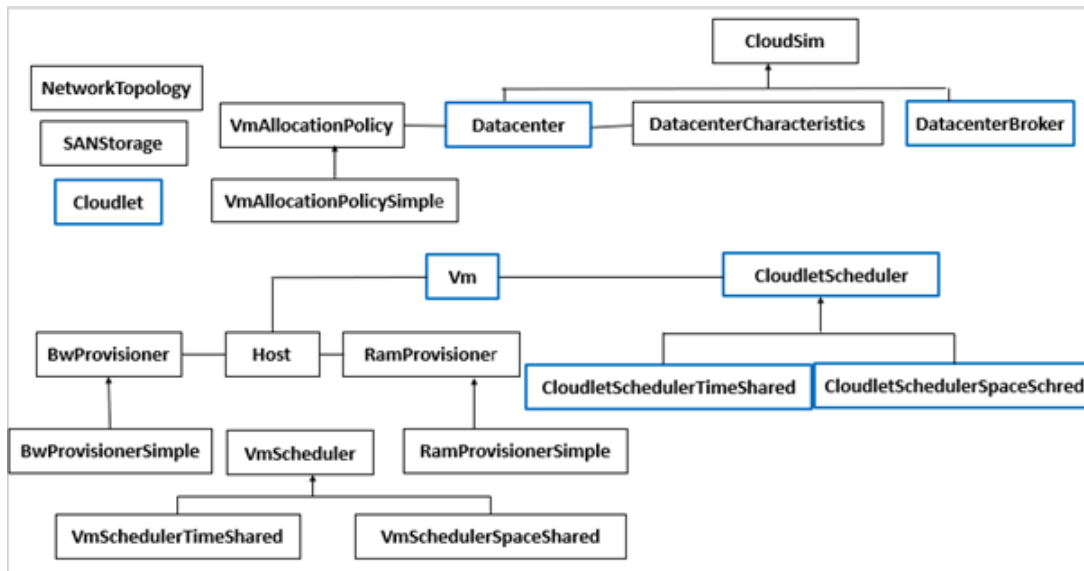 CloudSim
NetworkTopology
VmAllocationPolicy
Datacenter
DatacenterCharacteristics
DatacenterBroker
SANStorage
Cloudlet
VmAllocationPolicySimple
Vm
CloudletScheduler
BwProvisioner
Host
RamProvisioner
CloudletSchedulerTimeShared
CloudletSchedulerSpaceSchred
BwProvisionerSimple
VmScheduler
RamProvisionerSimple
VmSchedulerTimeShared
VmSchedulerSpaceShared